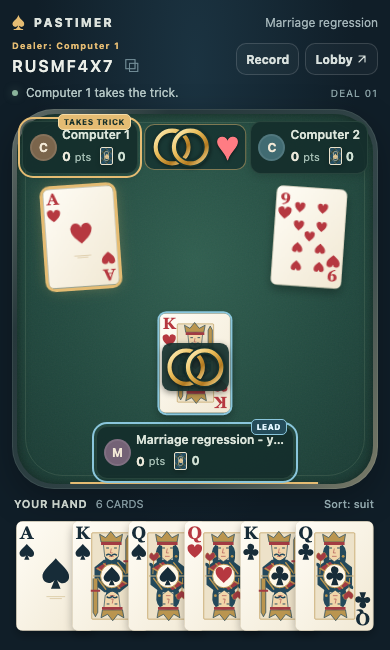 PASTIMER
Marriage regression
Dealer: Computer 1
RUSMF4X7
Record
Lobby ↗
Computer 1 takes the trick.
DEAL 01
TAKES TRICK
C
Computer 1
0 pts
0
C
Computer 2
0 pts
0
A
A
9
9
K
K
LEAD
M
Marriage regression - y...
0 pts
0
YOUR HAND
6 CARDS
Sort: suit
A
K
Q
Q
K
Q
Q